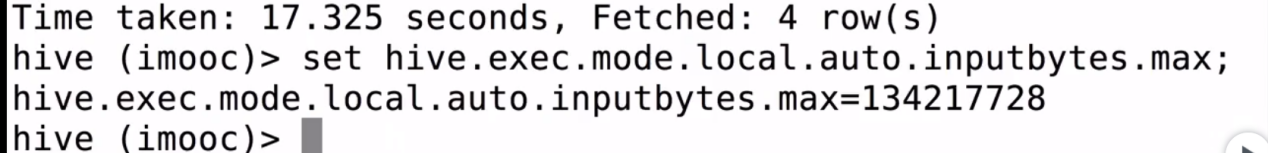 Time taken: 17.325 seconds, Fetched: 4 row(s)
hive (imooc)> set hive.exec.mode.local.auto.inputbytes.max;
hive.exec.mode.local.auto.inputbytes.max=134217728
hive (imooc)>